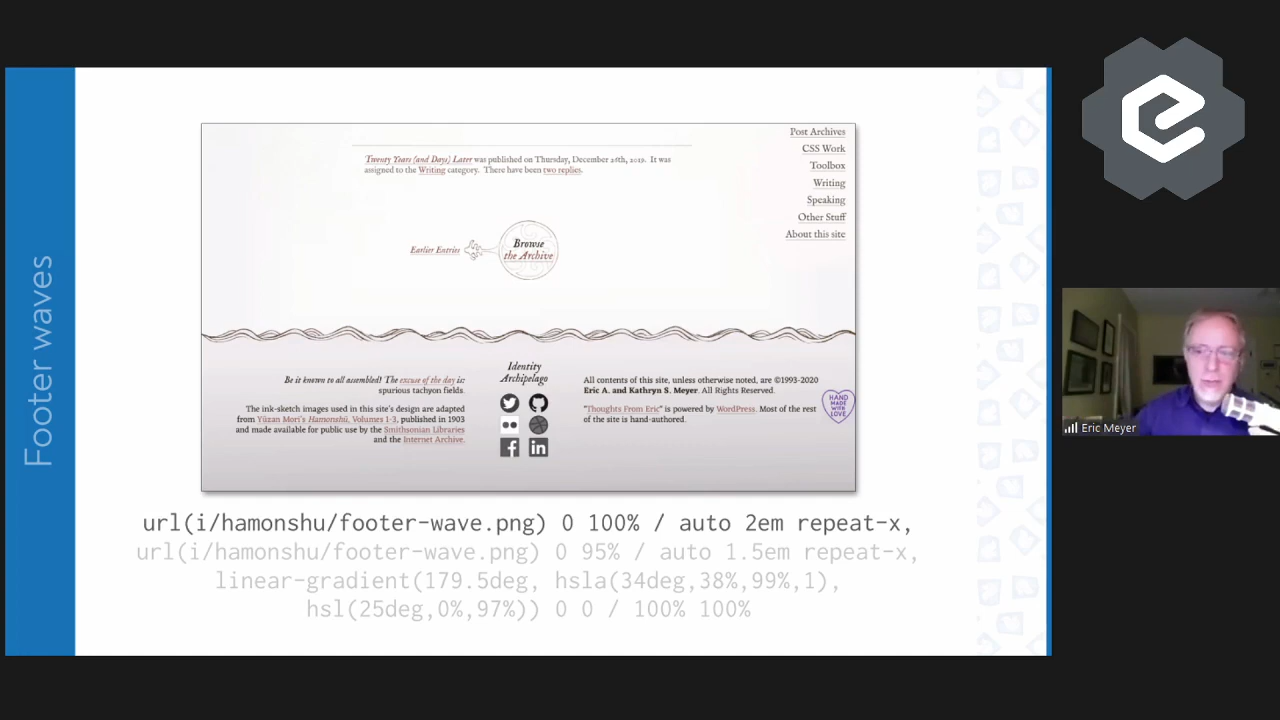 Footer waves
Post Archives
CSS Work
Toolbox
Writing
Speaking
Other Stuff
About this site
Twenty Years (and Days) Later was published on Thursday, December 26th, 2019. It was
assigned to the Writing category. There have been two replies.
Earlier Entries
Browse
the Archive
Be it known to all assembled! The excuse of the day is:
spurious tachyon fields.
The ink-sketch images used in this site's design are adapted
from Yūzan Mori's Hamonshū, Volumes 1-3, published in 1903
and made available for public use by the Smithsonian Libraries
and the Internet Archive.
Identity
Archipelago
All contents of this site, unless otherwise noted, are ©1993-2020
Eric A. and Kathryn S. Meyer. All Rights Reserved.
"Thoughts From Eric" is powered by WordPress. Most of the rest
of the site is hand-authored.
HAND
MADE
WITH
LOVE
url(i/hamonshu/footer-wave.png) 0 100% / auto 2em repeat-x,
url(i/hamonshu/footer-wave.png) 0 95% / auto 1.5em repeat-x,
linear-gradient(179.5deg, hsla(34deg,38%,99%,1),
hsl(25deg,0%,97%)) 0 0 / 100% 100%
Eric Meyer